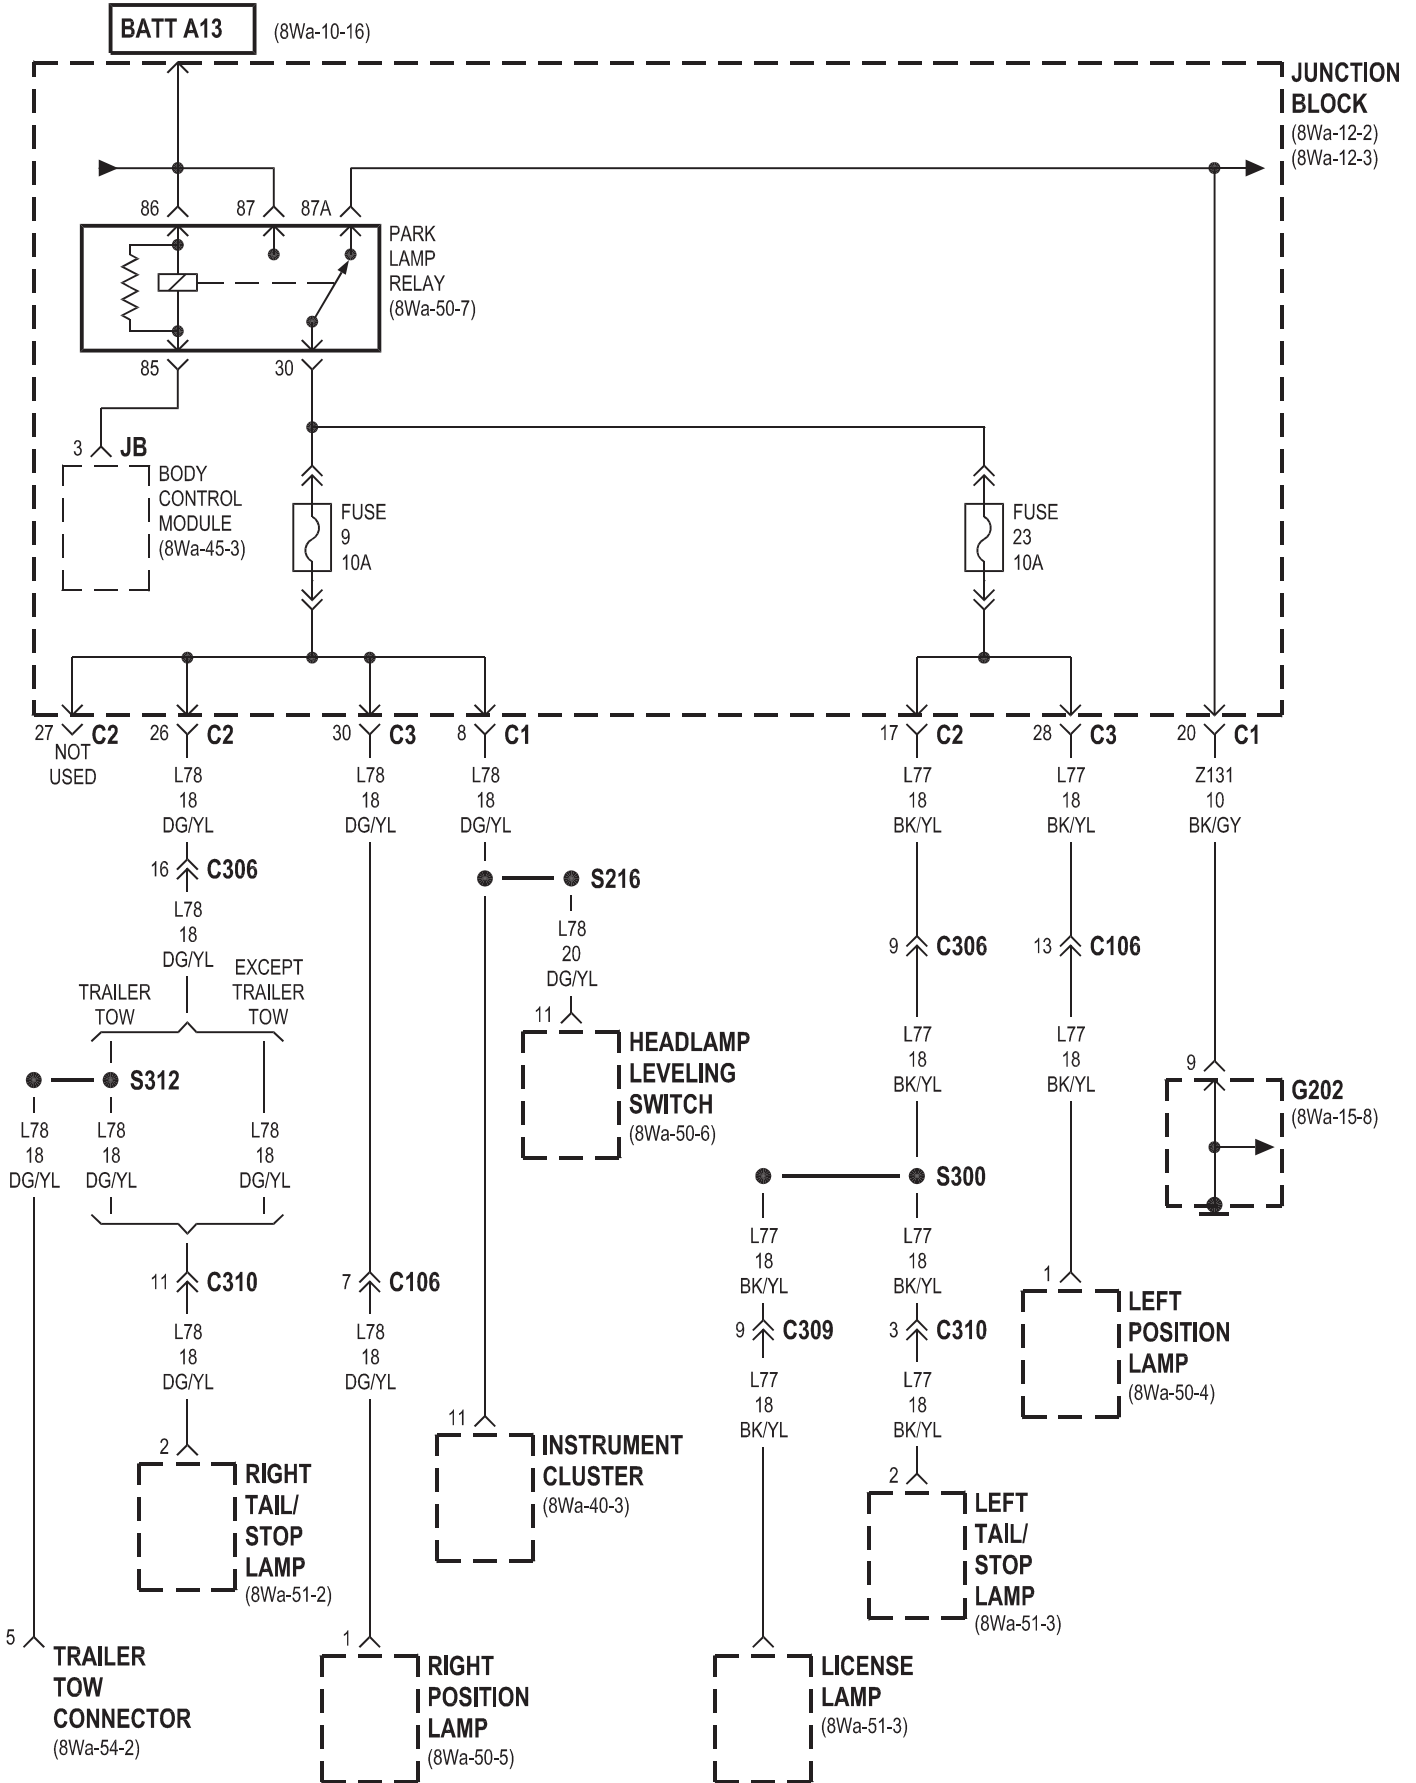 BATT A13
(8Wa-10-16)
JUNCTION
BLOCK
(8Wa-12-2)
(8Wa-12-3)
86
87
87A
PARK
LAMP
RELAY
(8Wa-50-7)
85
30
3
JB
BODY
CONTROL
MODULE
(8Wa-45-3)
FUSE
9
10A
FUSE
23
10A
27
C2
NOT
USED
26
C2
30
C3
8
C1
17
C2
28
C3
20
C1
L78
18
DG/YL
L78
18
DG/YL
L78
18
DG/YL
L77
18
BK/YL
L77
18
BK/YL
Z131
10
BK/GY
16
C306
L78
18
DG/YL
S216
L78
20
DG/YL
9
C306
13
C106
TRAILER
TOW
EXCEPT
TRAILER
TOW
11
HEADLAMP
LEVELING
SWITCH
(8Wa-50-6)
L77
18
BK/YL
L77
18
BK/YL
9
G202
(8Wa-15-8)
S312
L78
18
DG/YL
L78
18
DG/YL
L78
18
DG/YL
S300
L77
18
BK/YL
L77
18
BK/YL
11
C310
7
C106
1
LEFT
POSITION
LAMP
(8Wa-50-4)
L78
18
DG/YL
L78
18
DG/YL
9
C309
3
C310
L77
18
BK/YL
L77
18
BK/YL
11
INSTRUMENT
CLUSTER
(8Wa-40-3)
2
RIGHT
TAIL/
STOP
LAMP
(8Wa-51-2)
2
LEFT
TAIL/
STOP
LAMP
(8Wa-51-3)
5
TRAILER
TOW
CONNECTOR
(8Wa-54-2)
1
RIGHT
POSITION
LAMP
(8Wa-50-5)
LICENSE
LAMP
(8Wa-51-3)